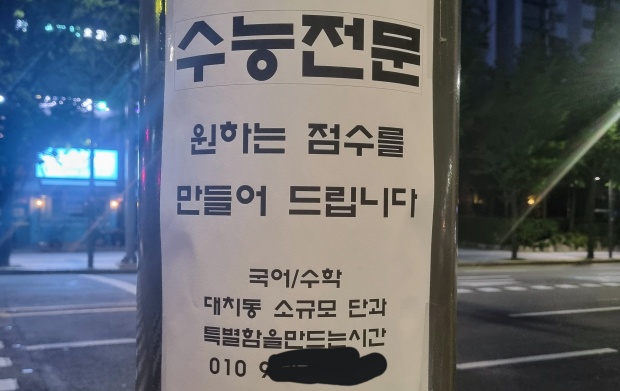 수능전문
원하는 점수를
만들어 드립니다
국어/수학
대치동 소규모 단과
특별함을만드는시간
010 9